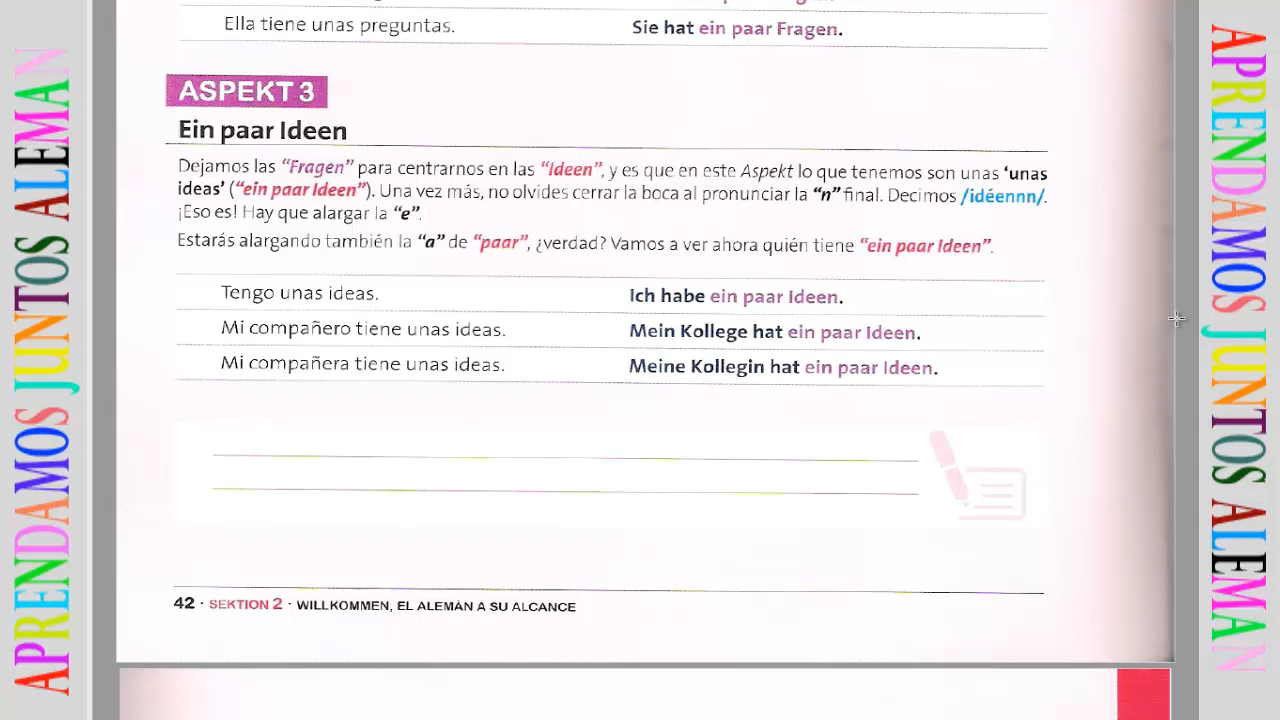 Ella tiene unas preguntas. Sie hat ein paar Fragen.
ASPEKT 3
Ein paar Ideen
Dejamos las “Fragen” para centrarnos en las “Ideen”, y es que en este Aspekt lo que tenemos son unas ‘unas
ideas’ (“ein paar Ideen”). Una vez más, no olvides cerrar la boca al pronunciar la “n” final. Decimos /idéennn/.
¡Eso es! Hay que alargar la “e”.
Estarás alargando también la “a” de “paar”, ¿verdad? Vamos a ver ahora quién tiene “ein paar Ideen”.
Tengo unas ideas. Ich habe ein paar Ideen.
Mi compañero tiene unas ideas. Mein Kollege hat ein paar Ideen.
Mi compañera tiene unas ideas. Meine Kollegin hat ein paar Ideen.
42 · SEKTION 2 · WILLKOMMEN, EL ALEMÁN A SU ALCANCE
APRENDAMOS JUNTOS ALEMAN
APRENDAMOS JUNTOS ALEMAN